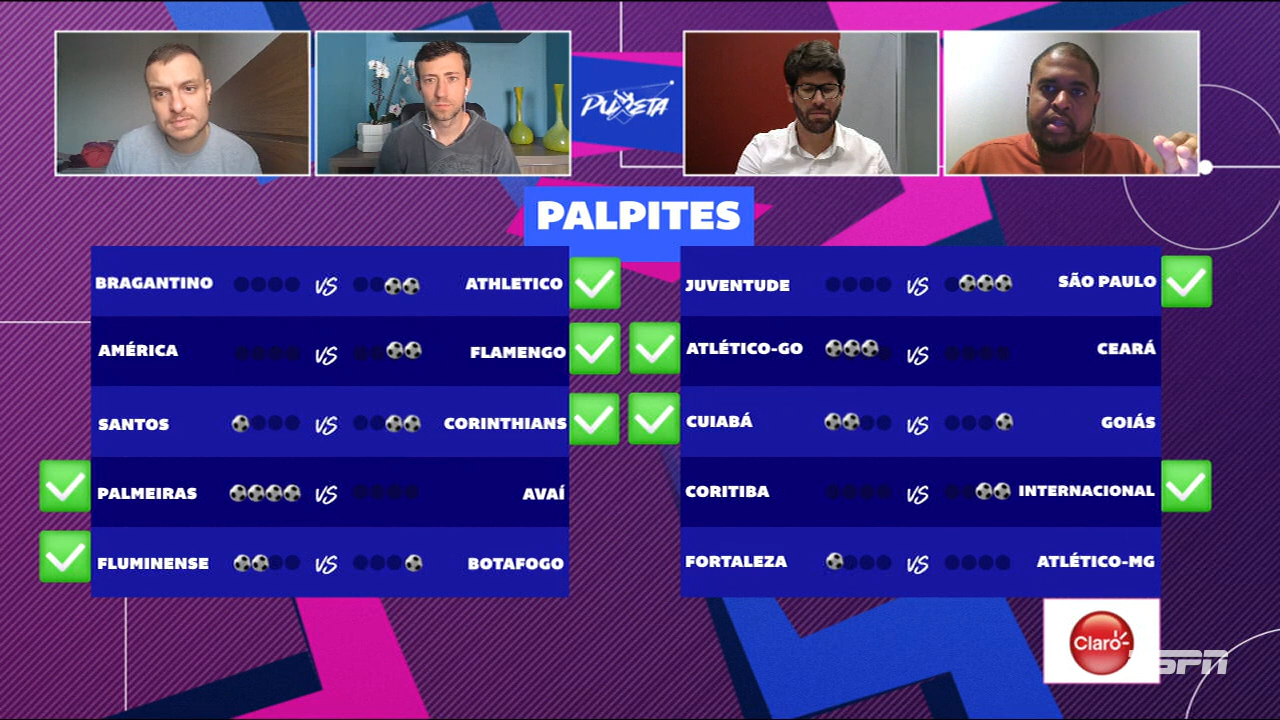 PUXETA
PALPITES
BRAGANTINO VS ATHLETICO
AMÉRICA VS FLAMENGO
SANTOS VS CORINTHIANS
PALMEIRAS VS AVAÍ
FLUMINENSE VS BOTAFOGO
JUVENTUDE VS SÃO PAULO
ATLÉTICO-GO VS CEARÁ
CUIABÁ VS GOIÁS
CORITIBA VS INTERNACIONAL
FORTALEZA VS ATLÉTICO-MG
Claro
ESPN